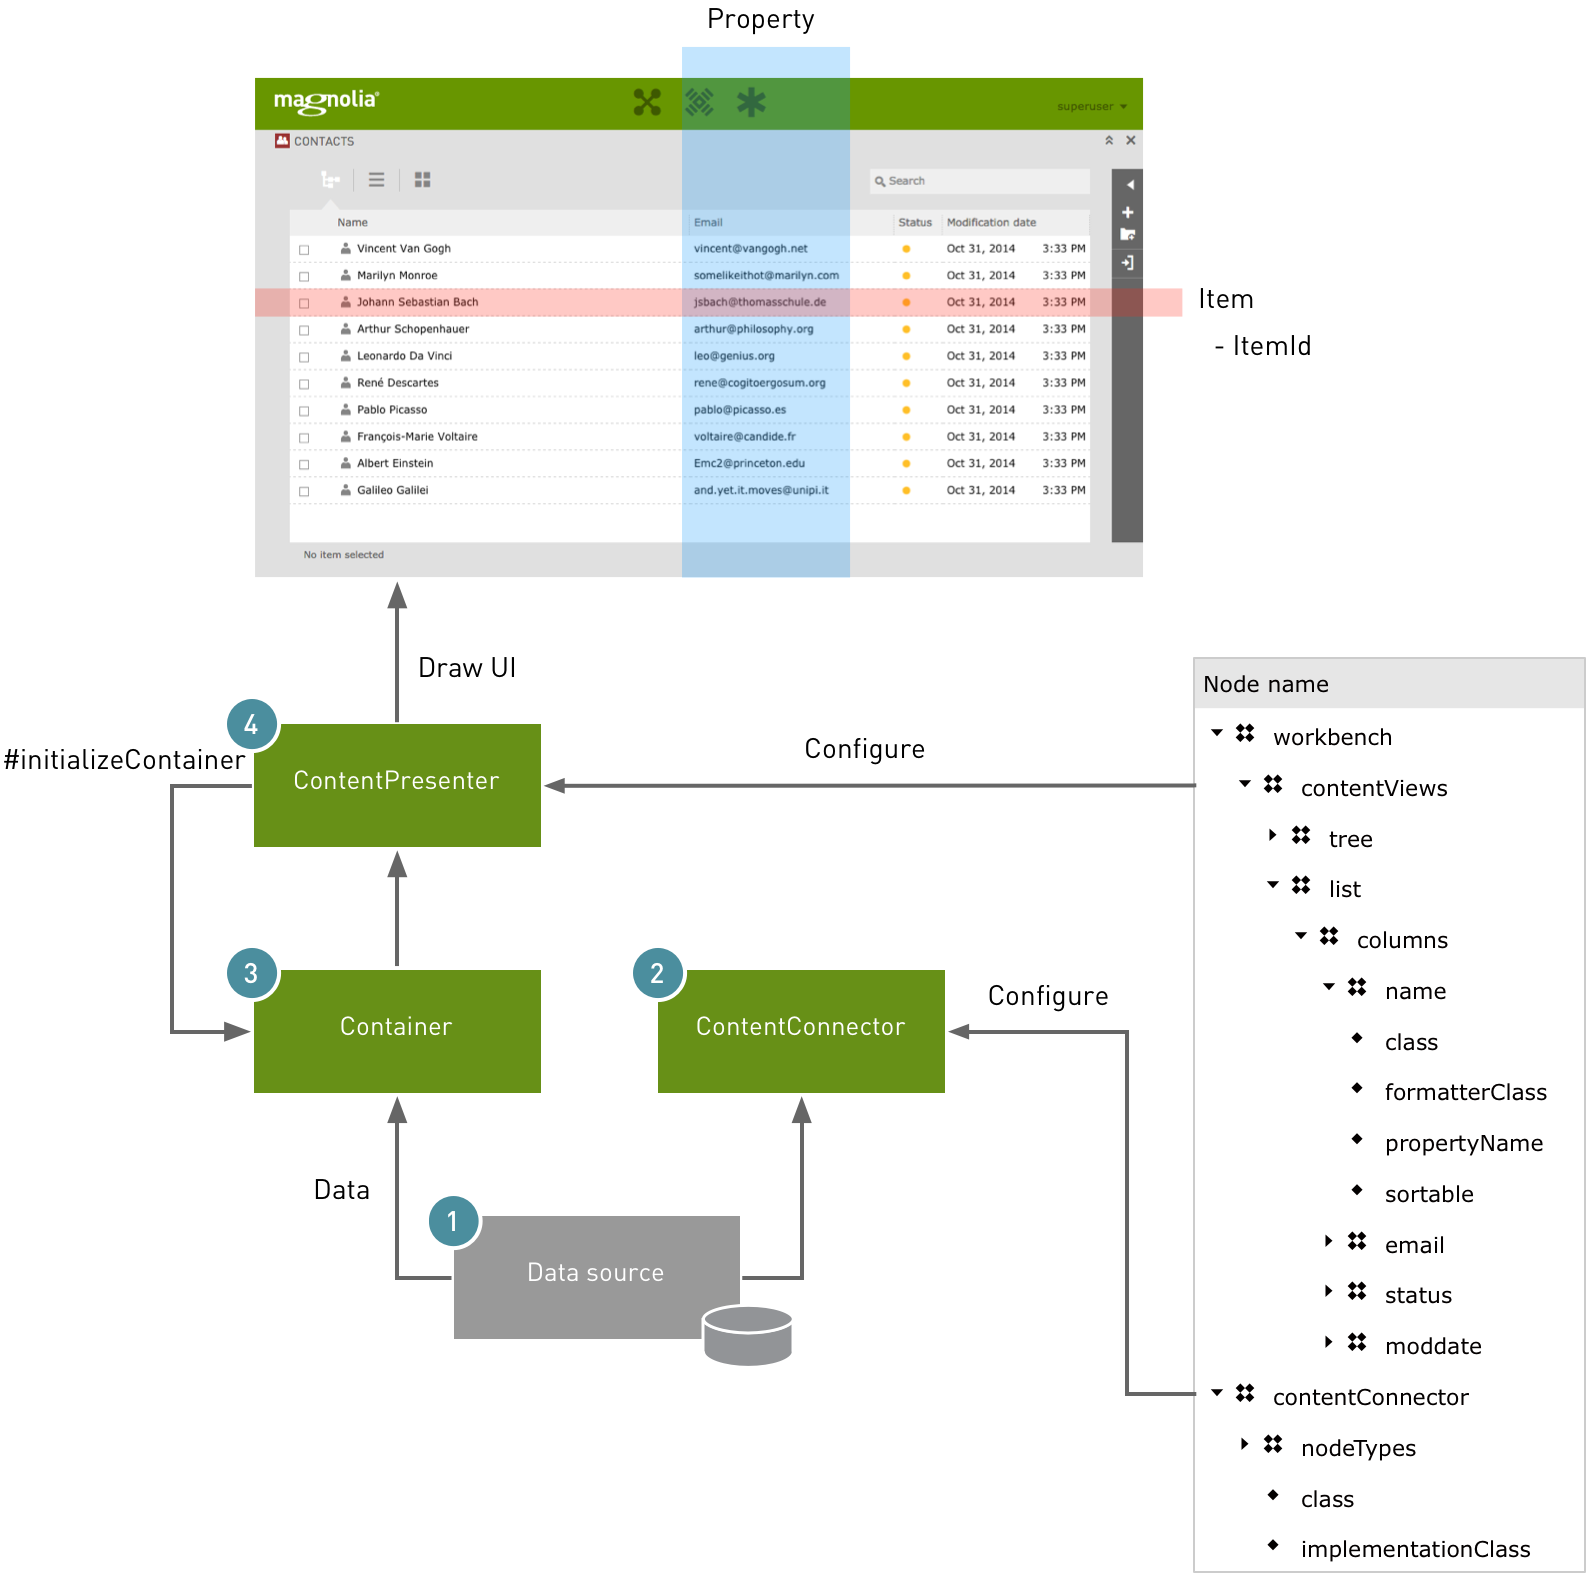 Property
magnolia®
superuser
CONTACTS
Search
Name Email Status Modification date
Vincent Van Gogh vincent@vangogh.net Oct 31, 2014 3:33 PM
Marilyn Monroe somelikeithot@marilyn.com Oct 31, 2014 3:33 PM
Johann Sebastian Bach jsbach@thomasschule.de Oct 31, 2014 3:33 PM
Item
Arthur Schopenhauer arthur@philosophy.org Oct 31, 2014 3:33 PM
- ItemId
Leonardo Da Vinci leo@genius.org Oct 31, 2014 3:33 PM
René Descartes rene@cogitoergosum.org Oct 31, 2014 3:33 PM
Pablo Picasso pablo@picasso.es Oct 31, 2014 3:33 PM
François-Marie Voltaire voltaire@candide.fr Oct 31, 2014 3:33 PM
Albert Einstein Emc2@princeton.edu Oct 31, 2014 3:33 PM
Galileo Galilei and.yet.it.moves@unipi.it Oct 31, 2014 3:33 PM
No item selected
Draw UI
4
#initializeContainer
ContentPresenter
Configure
3
Container
2
ContentConnector
Configure
Data
1
Data source
Node name
workbench
contentViews
tree
list
columns
name
class
formatterClass
propertyName
sortable
email
status
moddate
contentConnector
nodeTypes
class
implementationClass